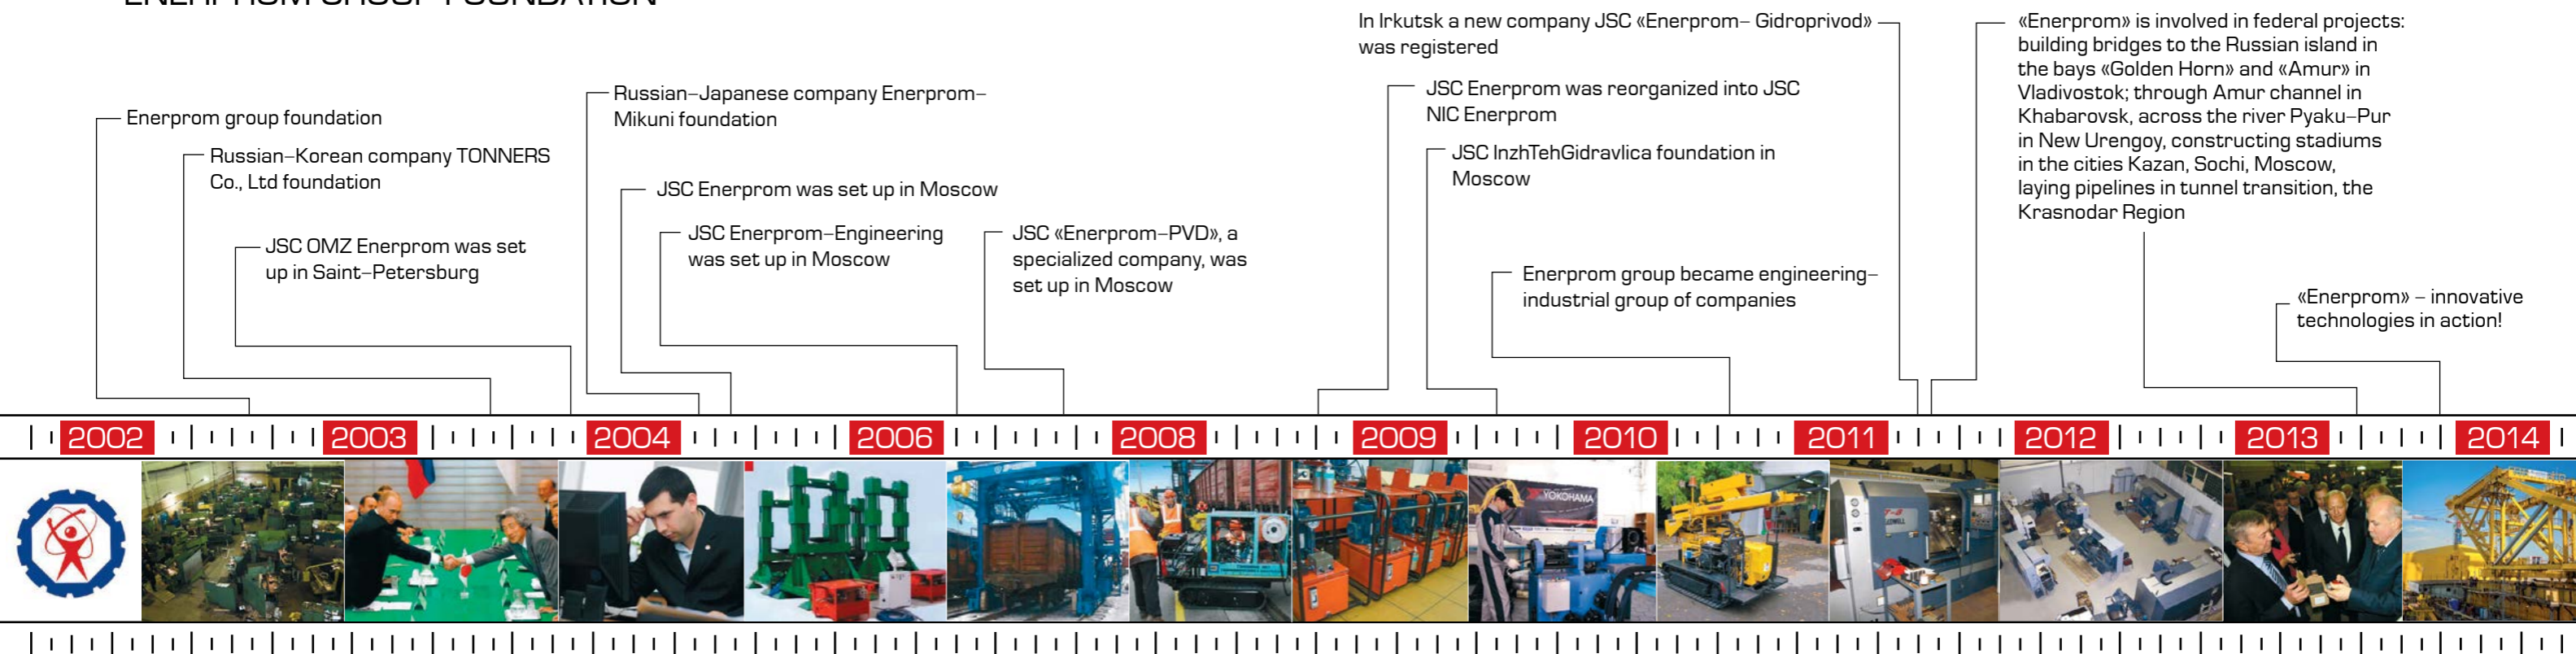 ENERPROM GROUP FOUNDATION
Enerprom group foundation
Russian–Korean company TONNERS
Co., Ltd foundation
JSC OMZ Enerprom was set
up in Saint–Petersburg
Russian–Japanese company Enerprom–
Mikuni foundation
JSC Enerprom was set up in Moscow
JSC Enerprom–Engineering
was set up in Moscow
JSC «Enerprom–PVD», a
specialized company, was
set up in Moscow
In Irkutsk a new company JSC «Enerprom– Gidroprivod»
was registered
JSC Enerprom was reorganized into JSC
NIC Enerprom
JSC InzhTehGidravlica foundation in
Moscow
Enerprom group became engineering–
industrial group of companies
«Enerprom» is involved in federal projects:
building bridges to the Russian island in
the bays «Golden Horn» and «Amur» in
Vladivostok; through Amur channel in
Khabarovsk, across the river Pyaku–Pur
in New Urengoy, constructing stadiums
in the cities Kazan, Sochi, Moscow,
laying pipelines in tunnel transition, the
Krasnodar Region
«Enerprom» – innovative
technologies in action!
2002
2003
2004
2006
2008
2009
2010
2011
2012
2013
2014
YOKOHAMA